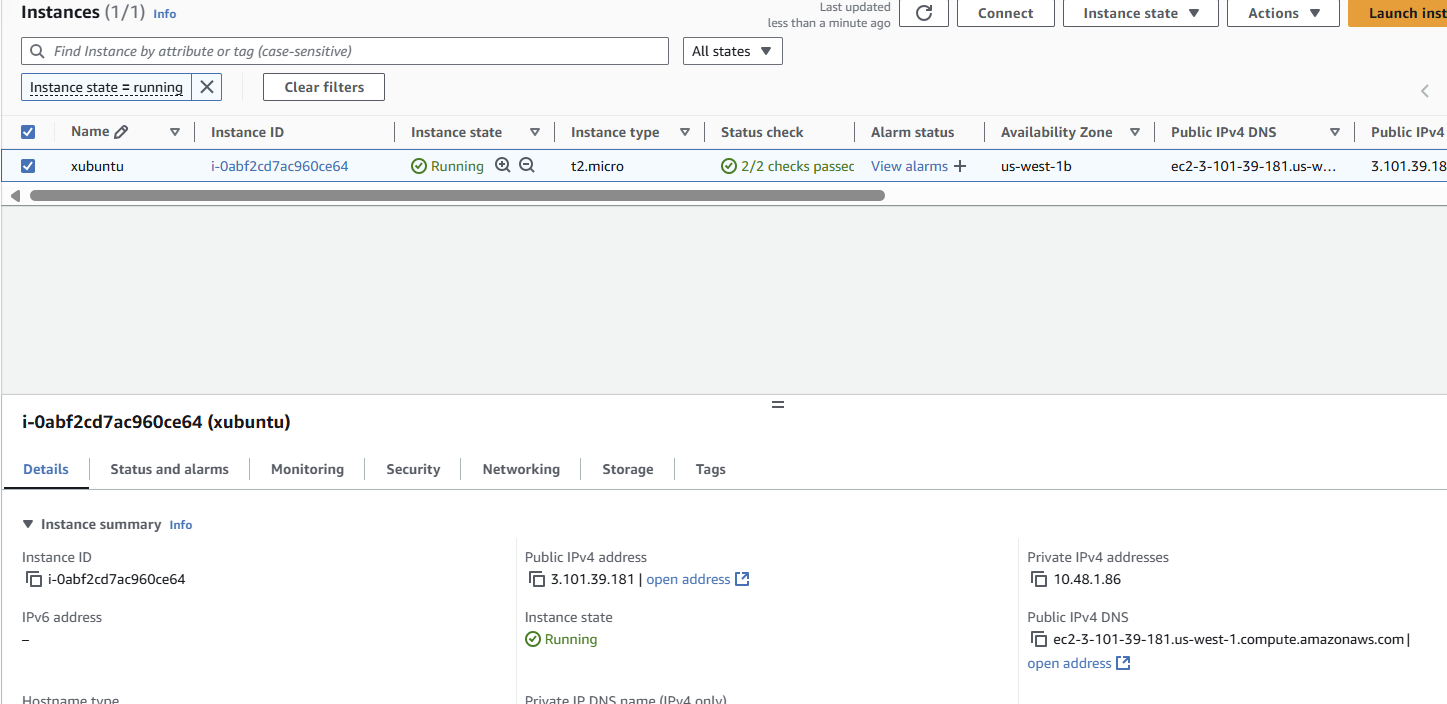 Instances (1/1) Info
Last updated
less than a minute ago
Connect
Instance state
Actions
Launch inst
Find Instance by attribute or tag (case-sensitive)
All states
Instance state = running
Clear filters
Name Instance ID Instance state Instance type Status check Alarm status Availability Zone Public IPv4 DNS Public IPv4
xubuntu i-0abf2cd7ac960ce64 Running t2.micro 2/2 checks passec View alarms + us-west-1b ec2-3-101-39-181.us-w... 3.101.39.18
i-0abf2cd7ac960ce64 (xubuntu)
Details Status and alarms Monitoring Security Networking Storage Tags
Instance summary Info
Instance ID
i-0abf2cd7ac960ce64
IPv6 address
–
Hostname type
Public IPv4 address
3.101.39.181 | open address
Instance state
Running
Private IP DNS name (IPv4 only)
Private IPv4 addresses
10.48.1.86
Public IPv4 DNS
ec2-3-101-39-181.us-west-1.compute.amazonaws.com |
open address